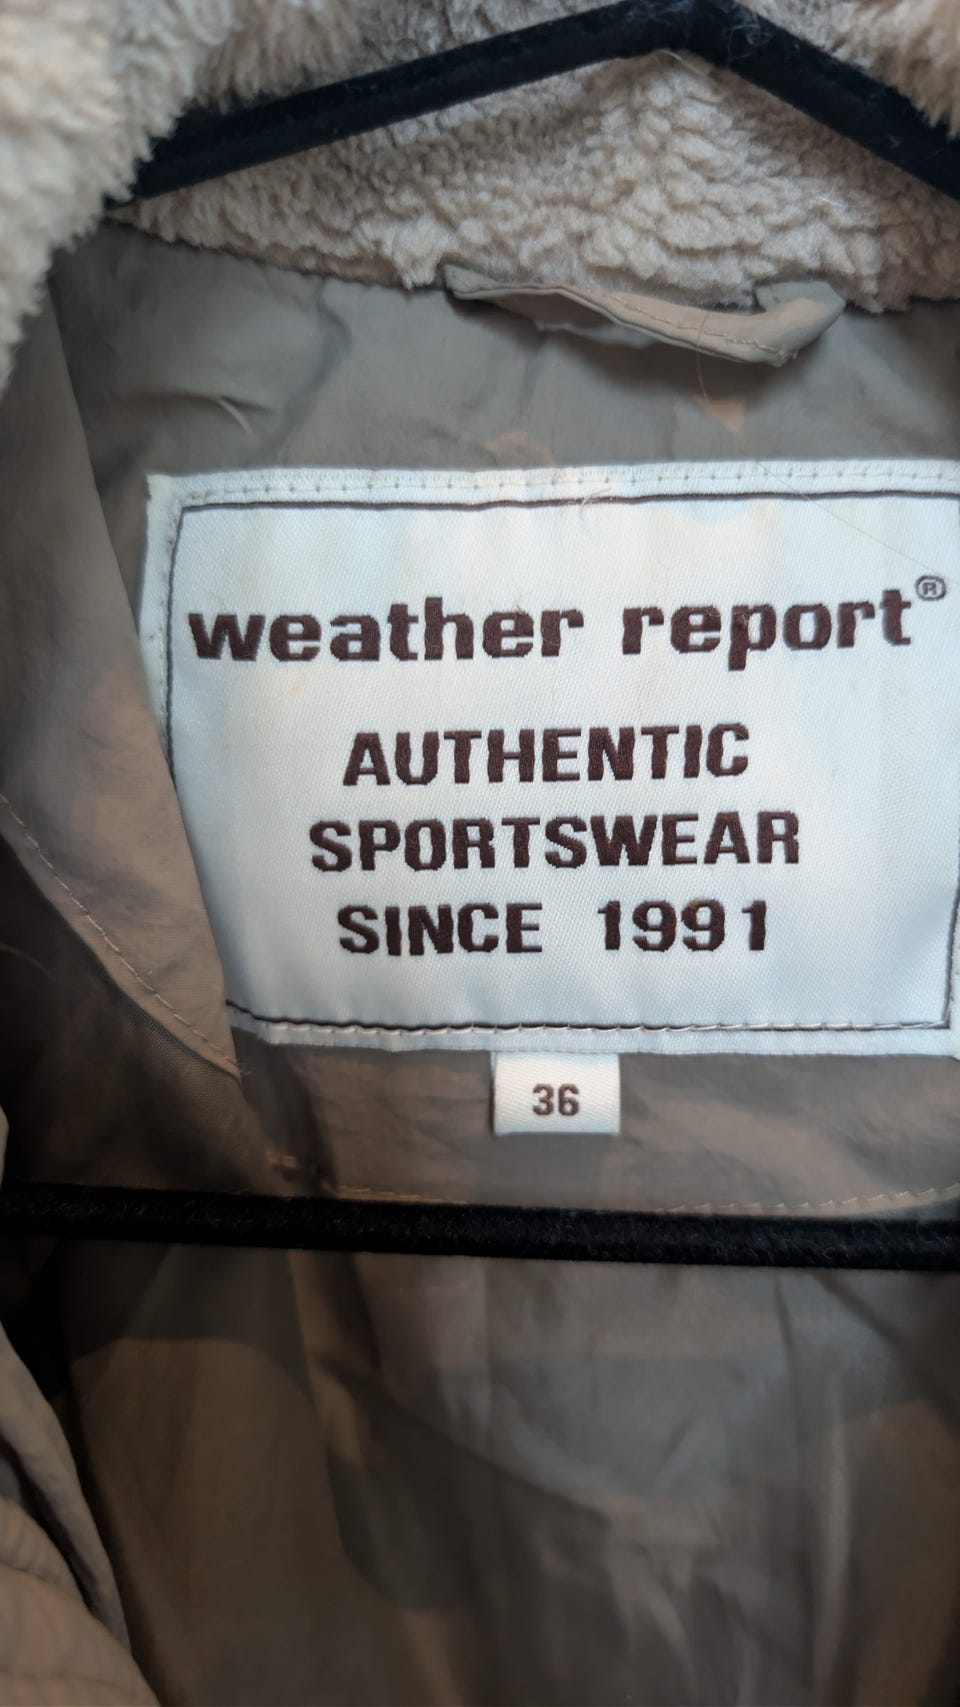 weather report®
AUTHENTIC
SPORTSWEAR
SINCE 1991
36